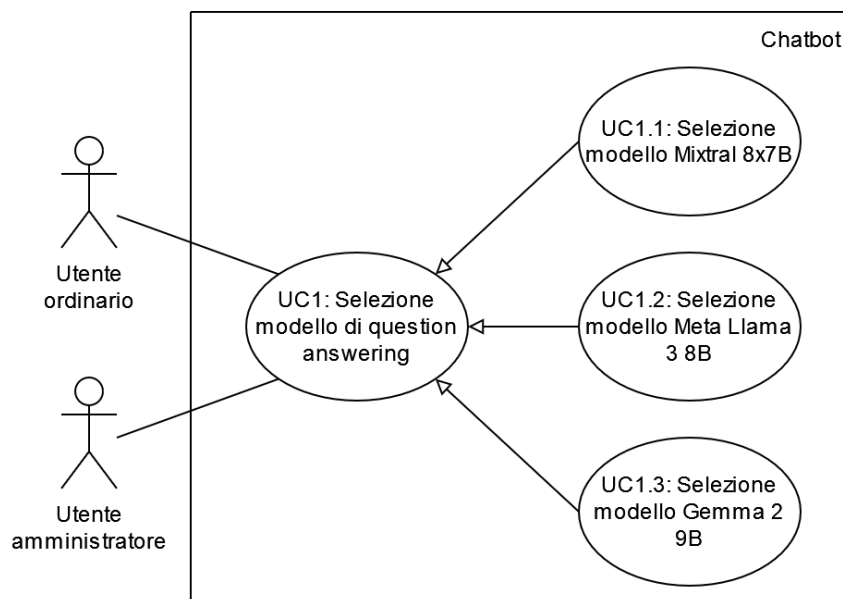 Chatbot
UC1.1: Selezione
modello Mixtral 8x7B
Utente
ordinario
UC1: Selezione
modello di question
answering
UC1.2: Selezione
modello Meta Llama
3 8B
Utente
amministratore
UC1.3: Selezione
modello Gemma 2
9B